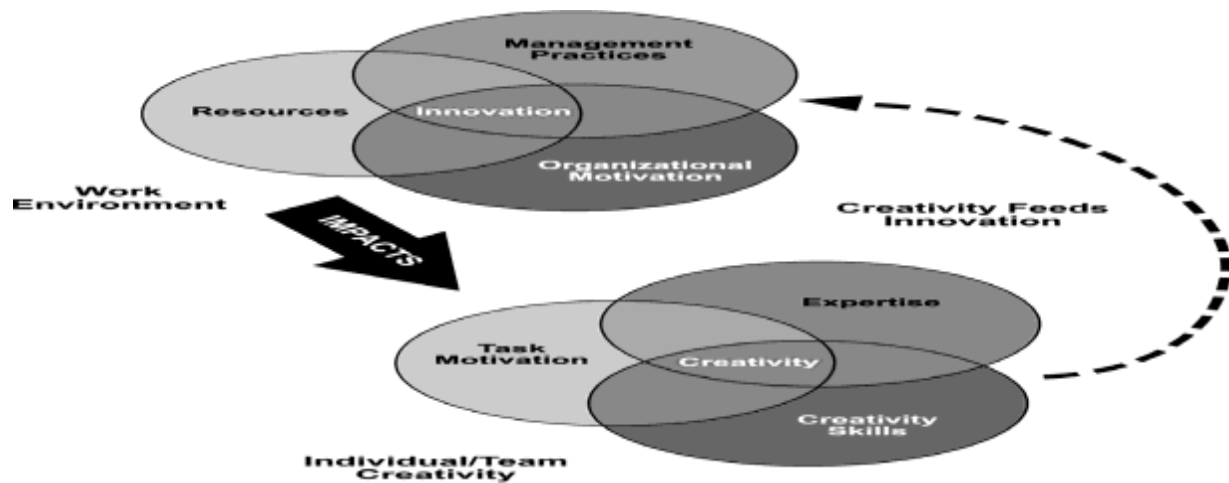 Management
Practices
Resources
Innovation
Organizational
Motivation
Work
Environment
IMPACTS
Creativity Feeds
Innovation
Expertise
Task
Motivation
Creativity
Creativity
Skills
Individual/Team
Creativity